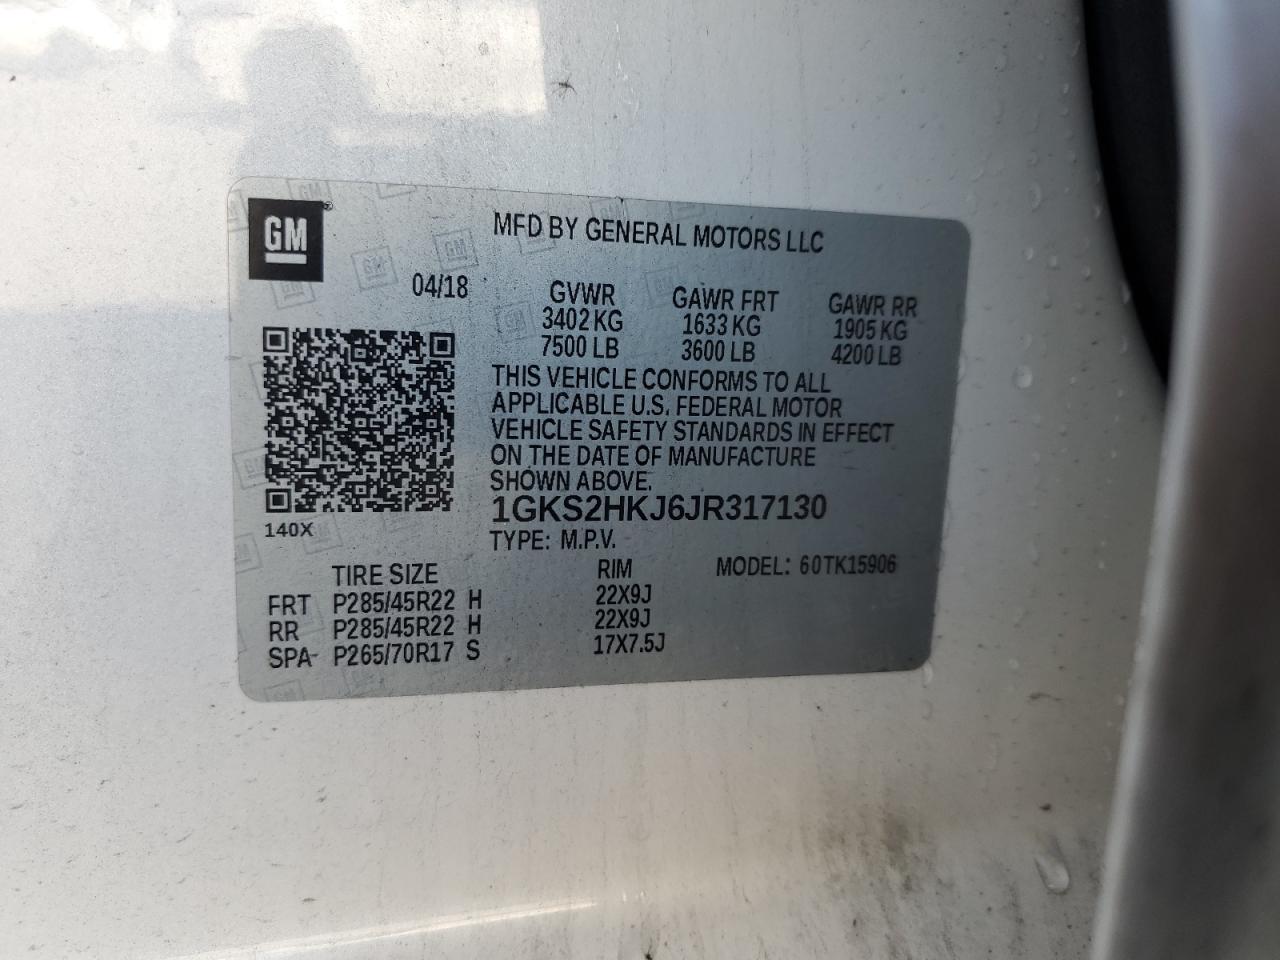 GM
MFD BY GENERAL MOTORS LLC
04/18
GVWR GAWR FRT GAWR RR
3402 KG 1633 KG 1905 KG
7500 LB 3600 LB 4200 LB
THIS VEHICLE CONFORMS TO ALL
APPLICABLE U.S. FEDERAL MOTOR
VEHICLE SAFETY STANDARDS IN EFFECT
ON THE DATE OF MANUFACTURE
SHOWN ABOVE.
1GKS2HKJ6JR317130
140X
TYPE: M.P.V.
TIRE SIZE RIM MODEL: 60TK15906
FRT P285/45R22 H 22X9J
RR P285/45R22 H 22X9J
SPA P265/70R17 S 17X7.5J